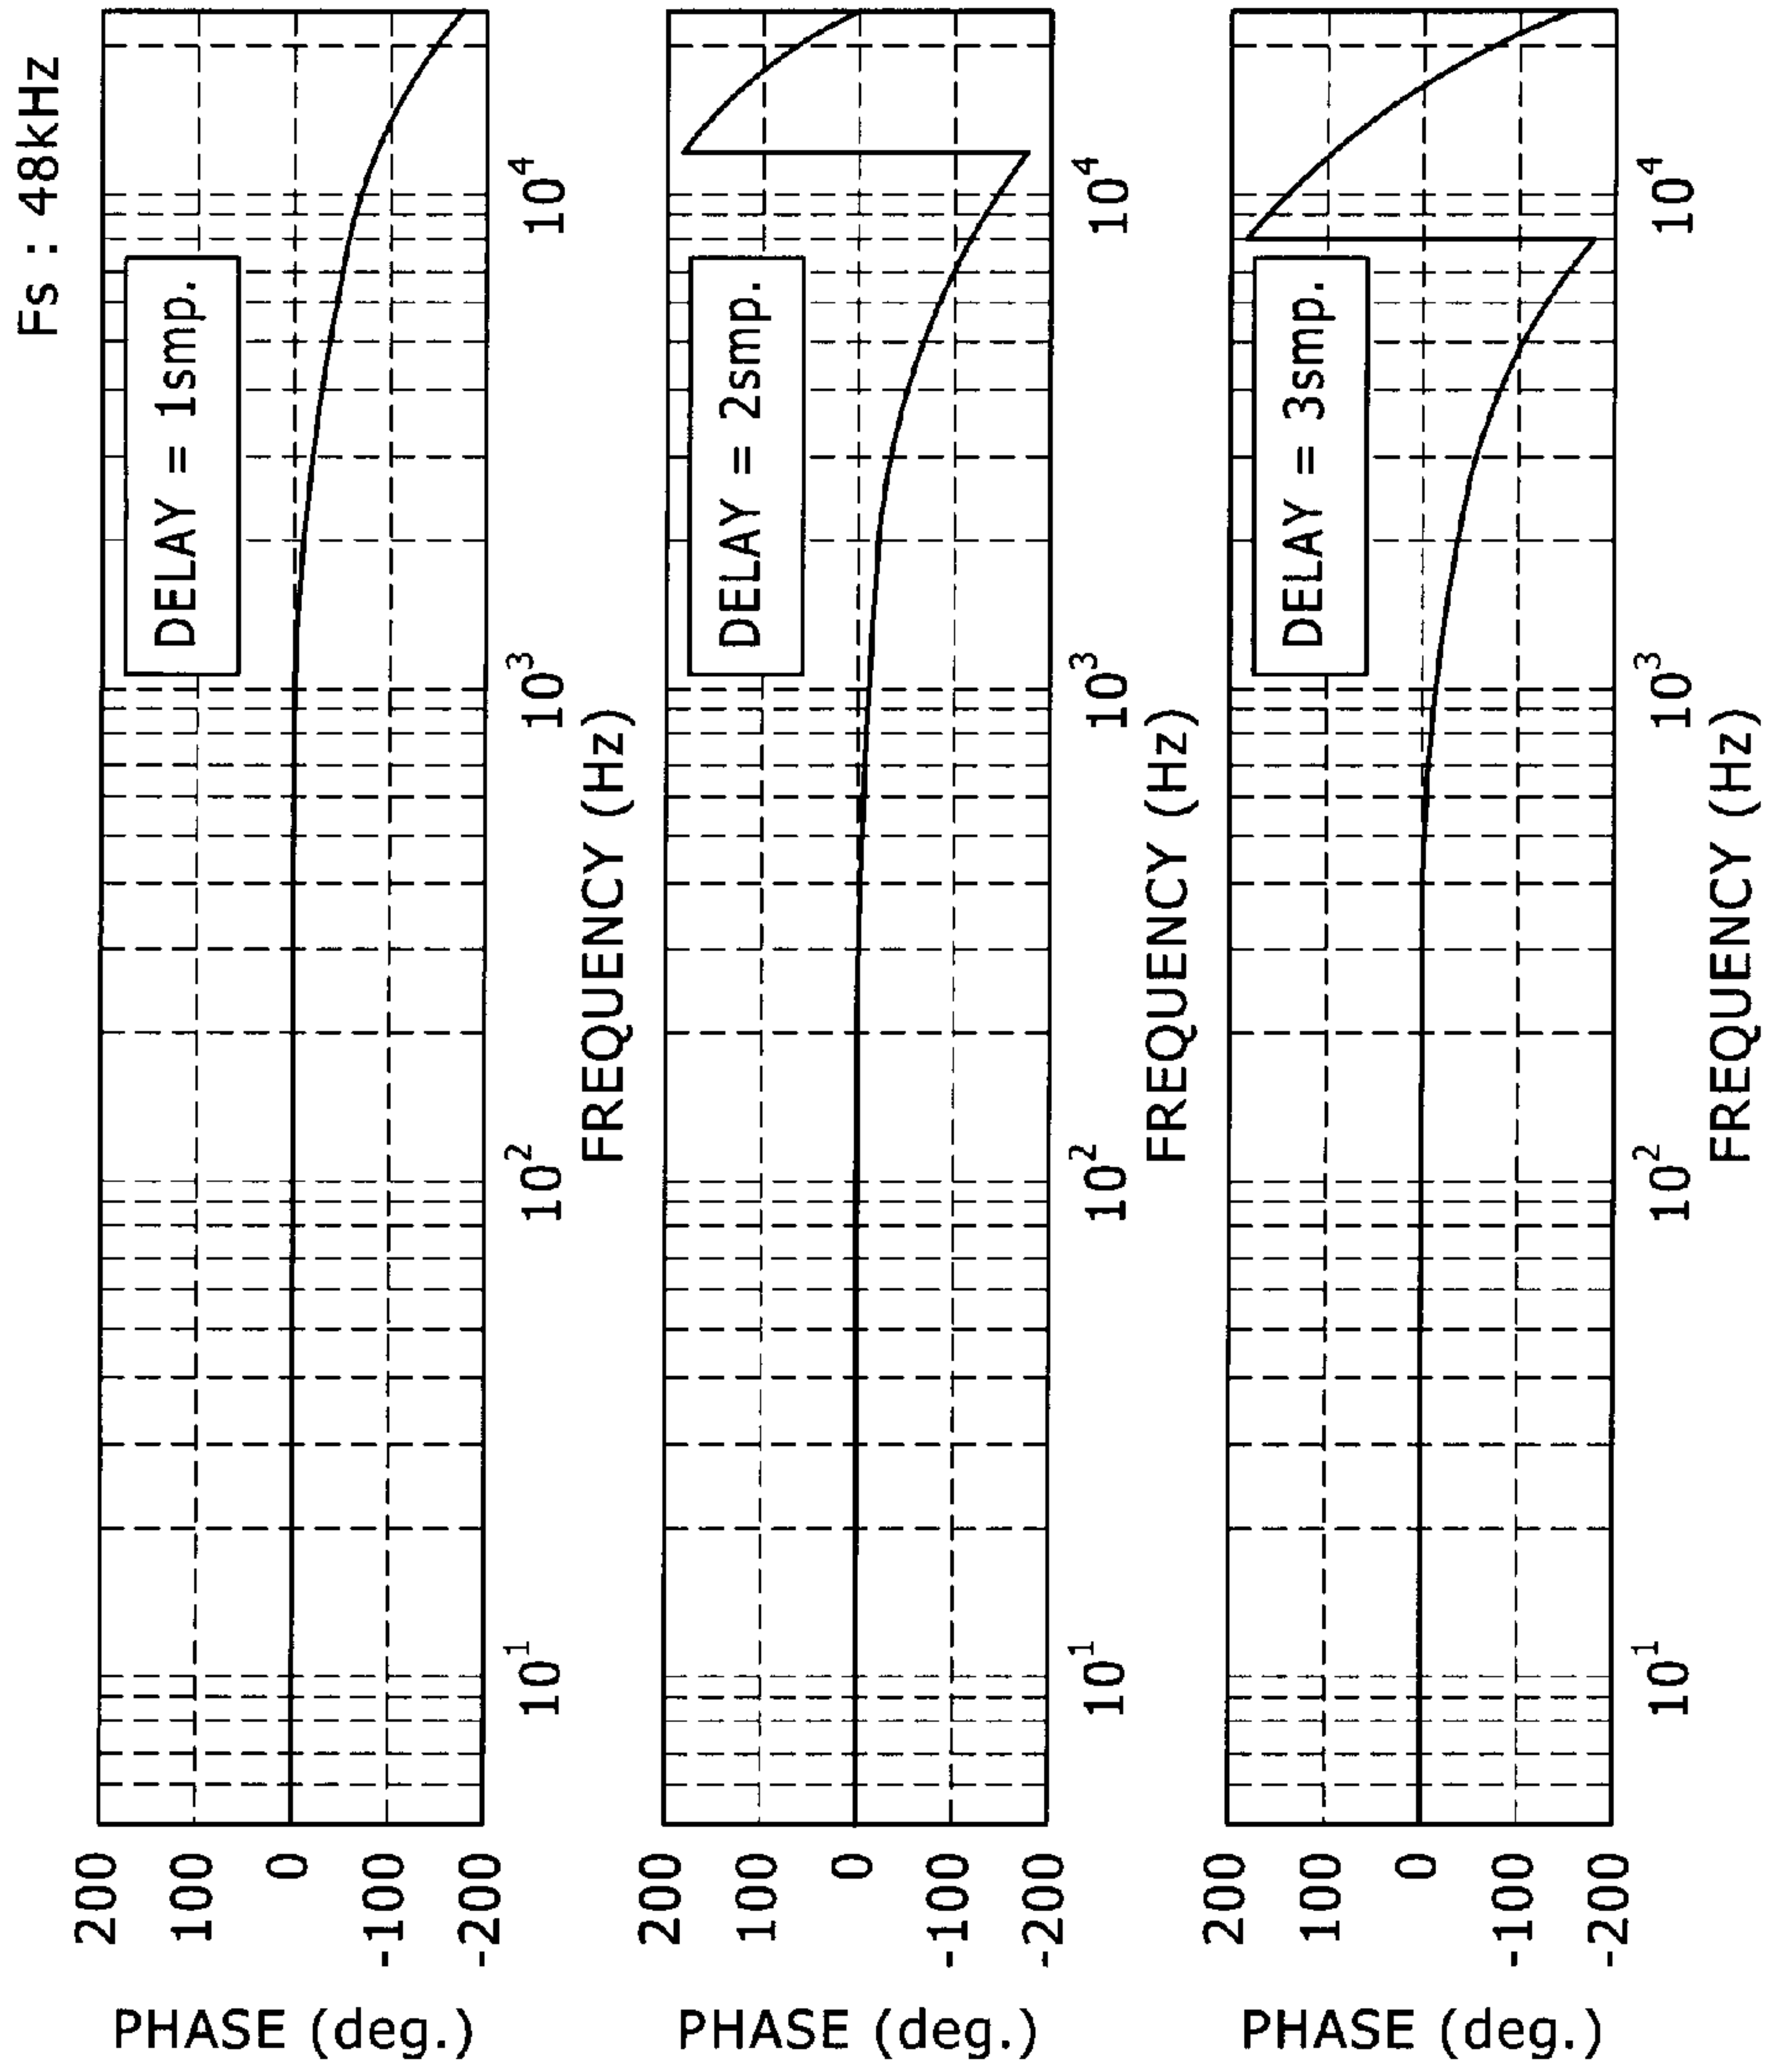 Fs : 48kHz
PHASE (deg.)
200
100
0
-100
-200
DELAY = 1smp.
10^1
10^2
10^3
10^4
FREQUENCY (Hz)
PHASE (deg.)
200
100
0
-100
-200
DELAY = 2smp.
10^1
10^2
10^3
10^4
FREQUENCY (Hz)
PHASE (deg.)
200
100
0
-100
-200
DELAY = 3smp.
10^1
10^2
10^3
10^4
FREQUENCY (Hz)